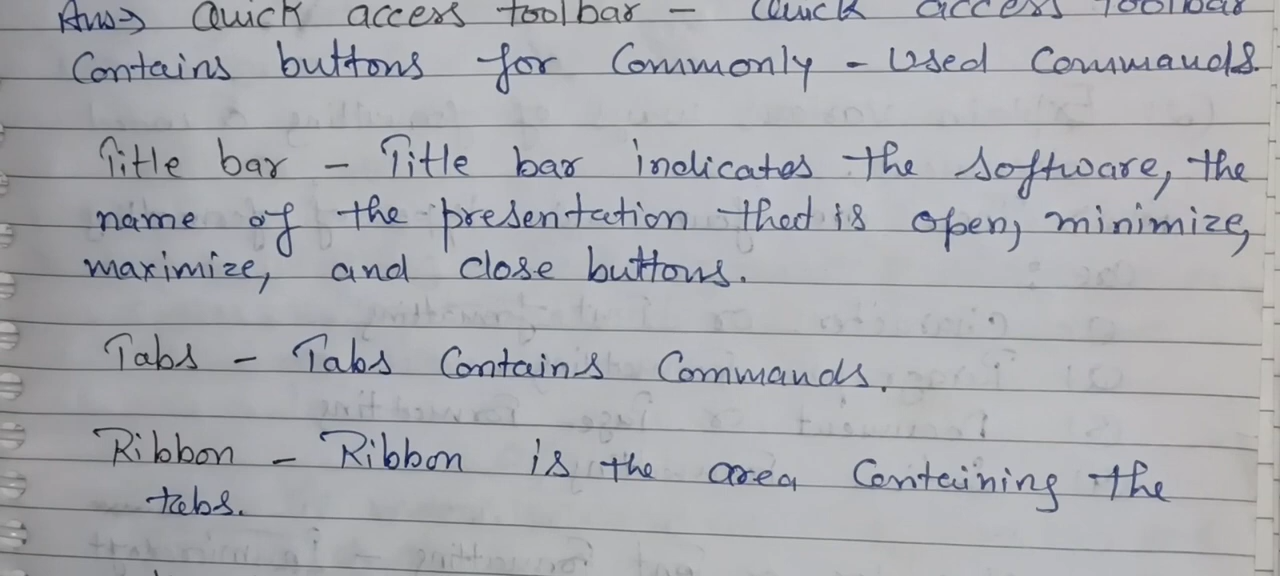 Ans→ Quick access toolbar - Quick access toolbar
Contains buttons for Commonly - Used Commands.
Title bar - Title bar indicates the software, the
name of the presentation that is open, minimize,
maximize, and close buttons.
Tabs - Tabs Contains Commands.
Ribbon - Ribbon is the area Containing the
tabs.